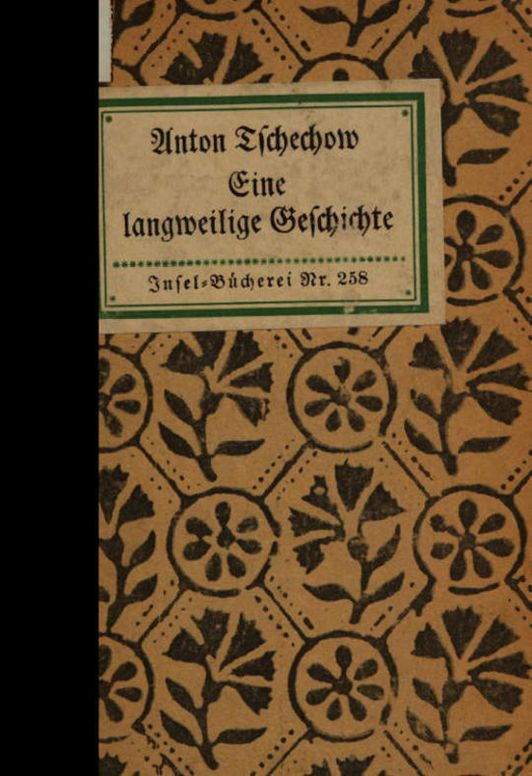 Anton Tschechow
Eine
langweilige Geschichte
Insel-Bücherei Nr. 258